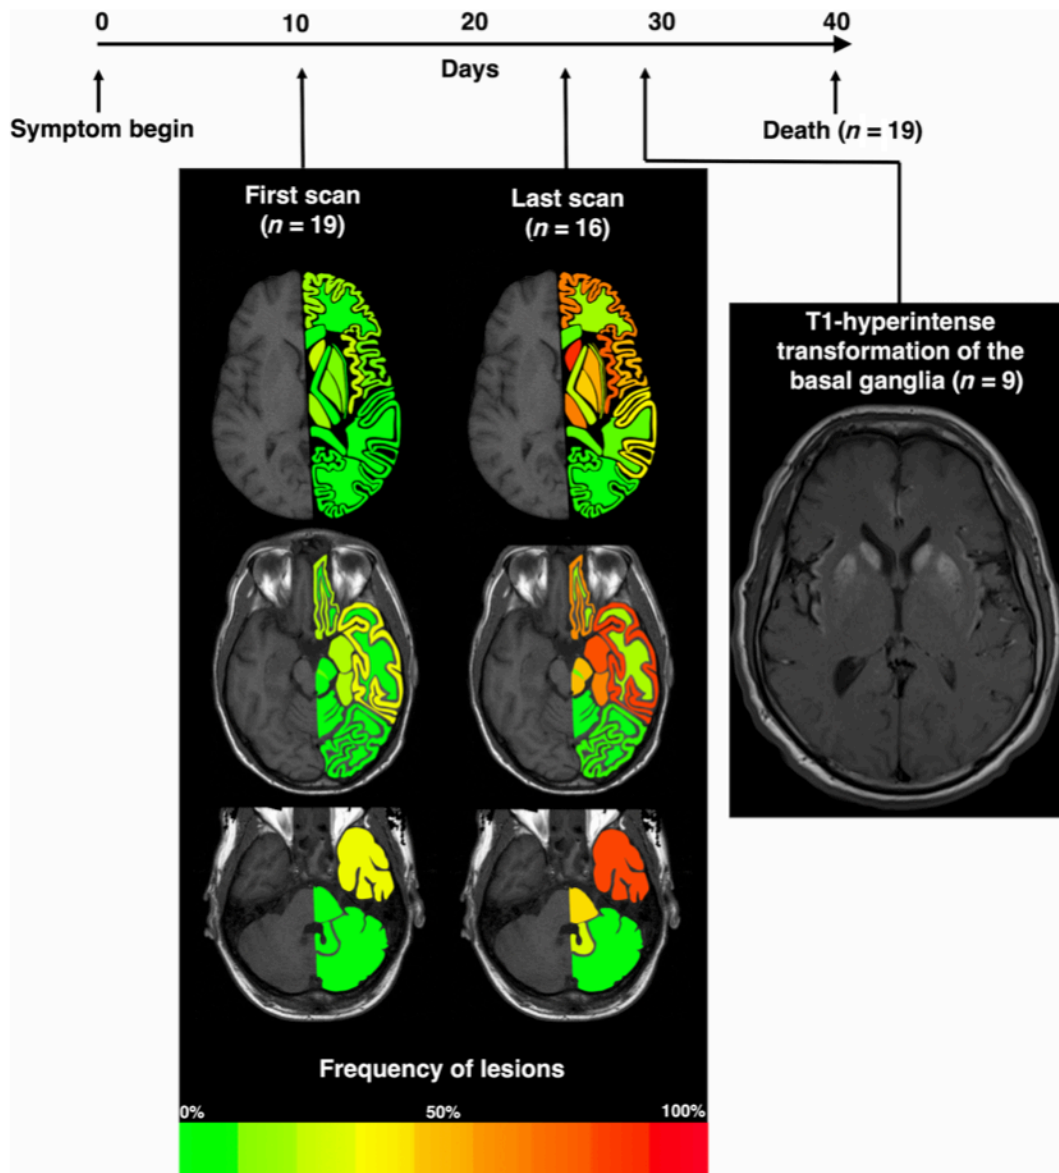 0 10 20 30 40
Days
Symptom begin
Death (n = 19)
First scan
(n = 19)
Last scan
(n = 16)
T1-hyperintense
transformation of the
basal ganglia (n = 9)
Frequency of lesions
0% 50% 100%